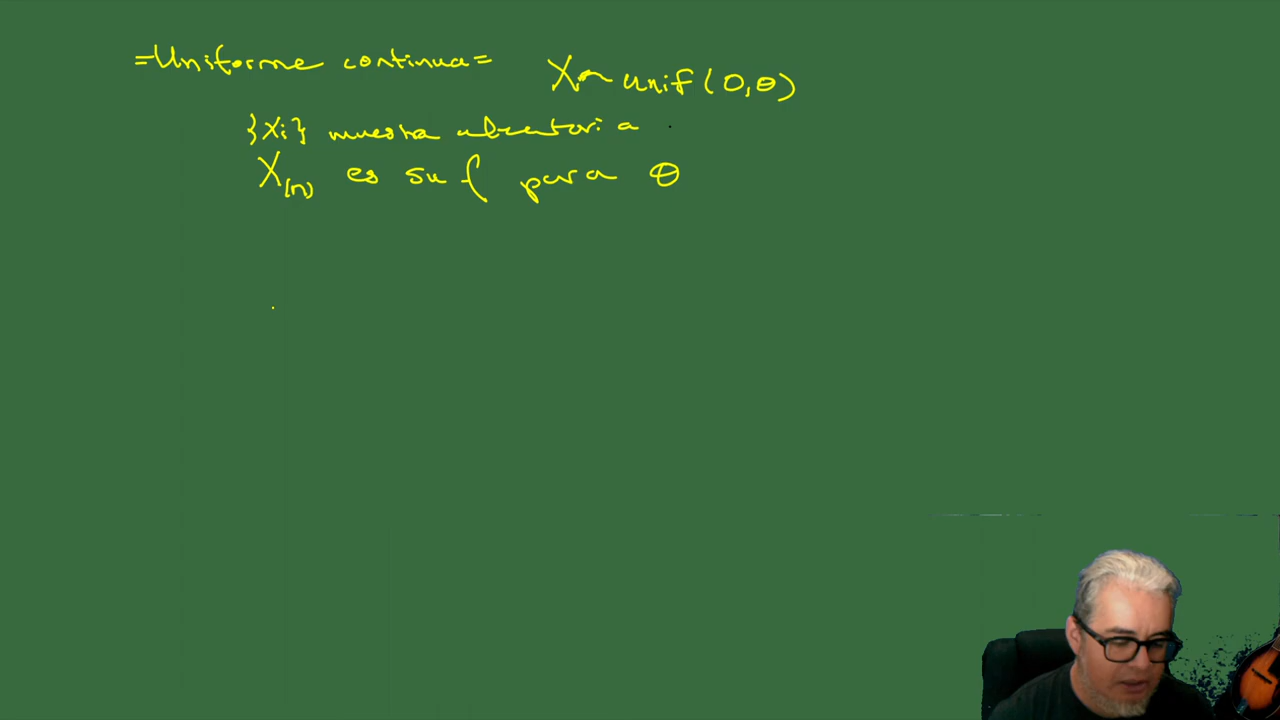 =Uniforme continua= X~unif(0,θ)
{Xi} muestra aleatoria
X(n) es suf para θ